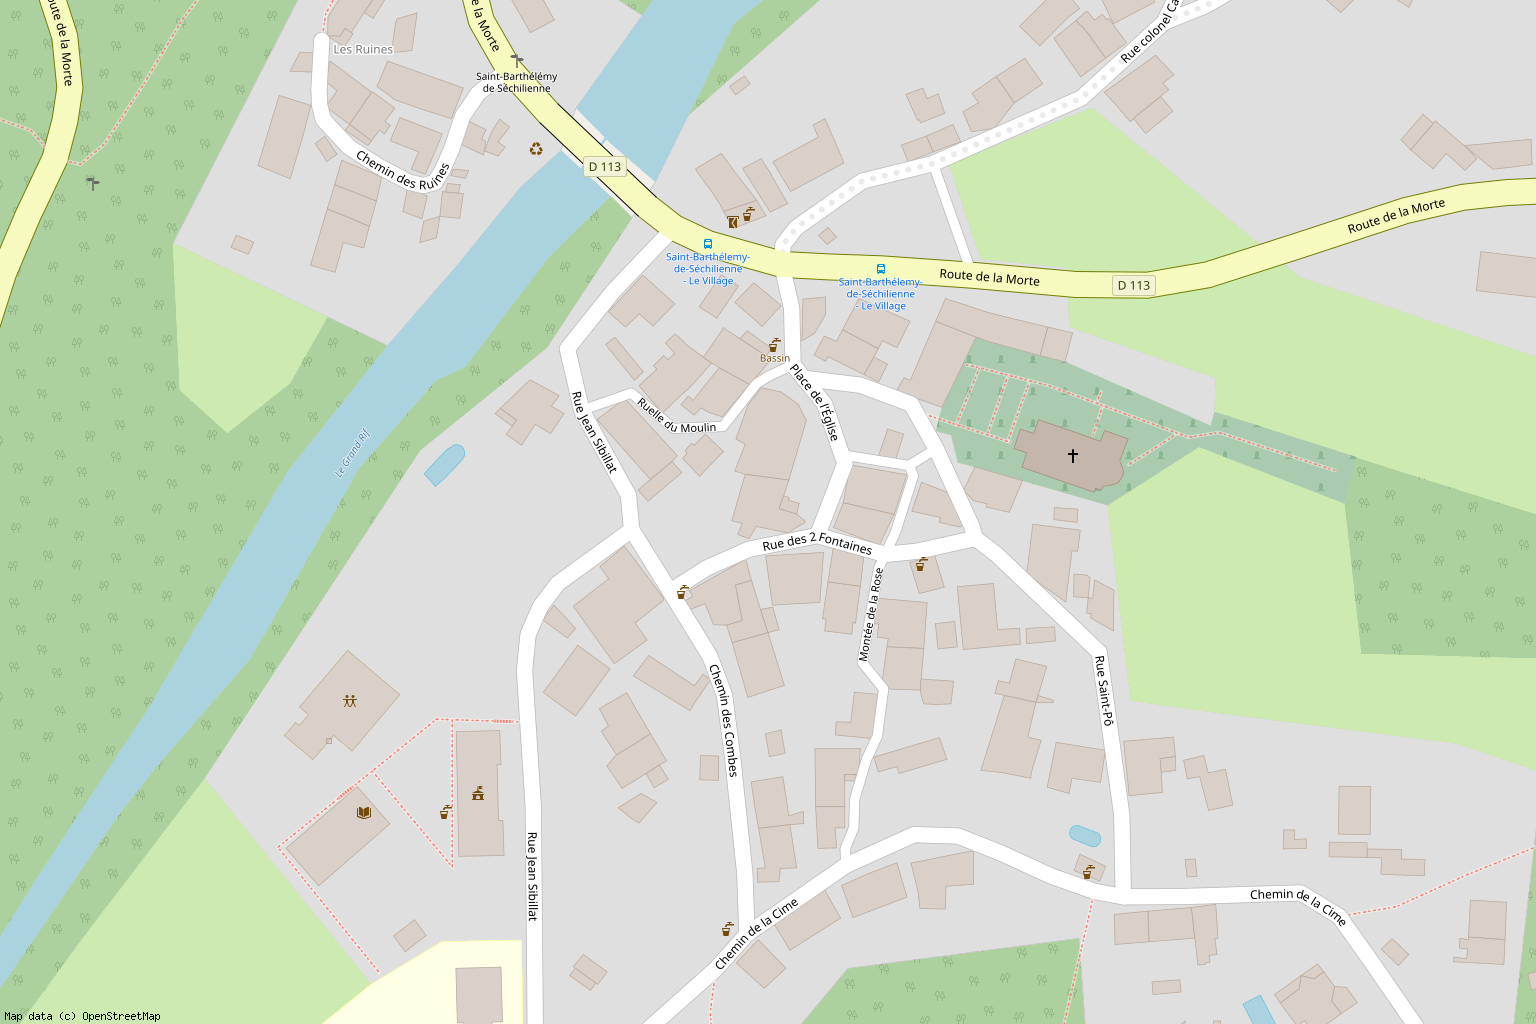 Route de la Morte
de la Morte
Les Ruines
Saint-Barthélémy
de Séchilienne
Rue colonel Ca
Chemin des Ruines
D 113
Route de la Morte
Saint-Barthélemy-
de-Séchilienne
- Le Village
Saint-Barthélemy-
de-Séchilienne
- Le Village
Route de la Morte
D 113
Bassin
Place de l'Église
Rue Jean Sibillat
Ruelle du Moulin
Le Grand Rif
Rue des 2 Fontaines
Montée de la Rose
Chemin des Combes
Rue Saint-Pô
Rue Jean Sibillat
Chemin de la Cime
Chemin de la Cime
Map data (c) OpenStreetMap